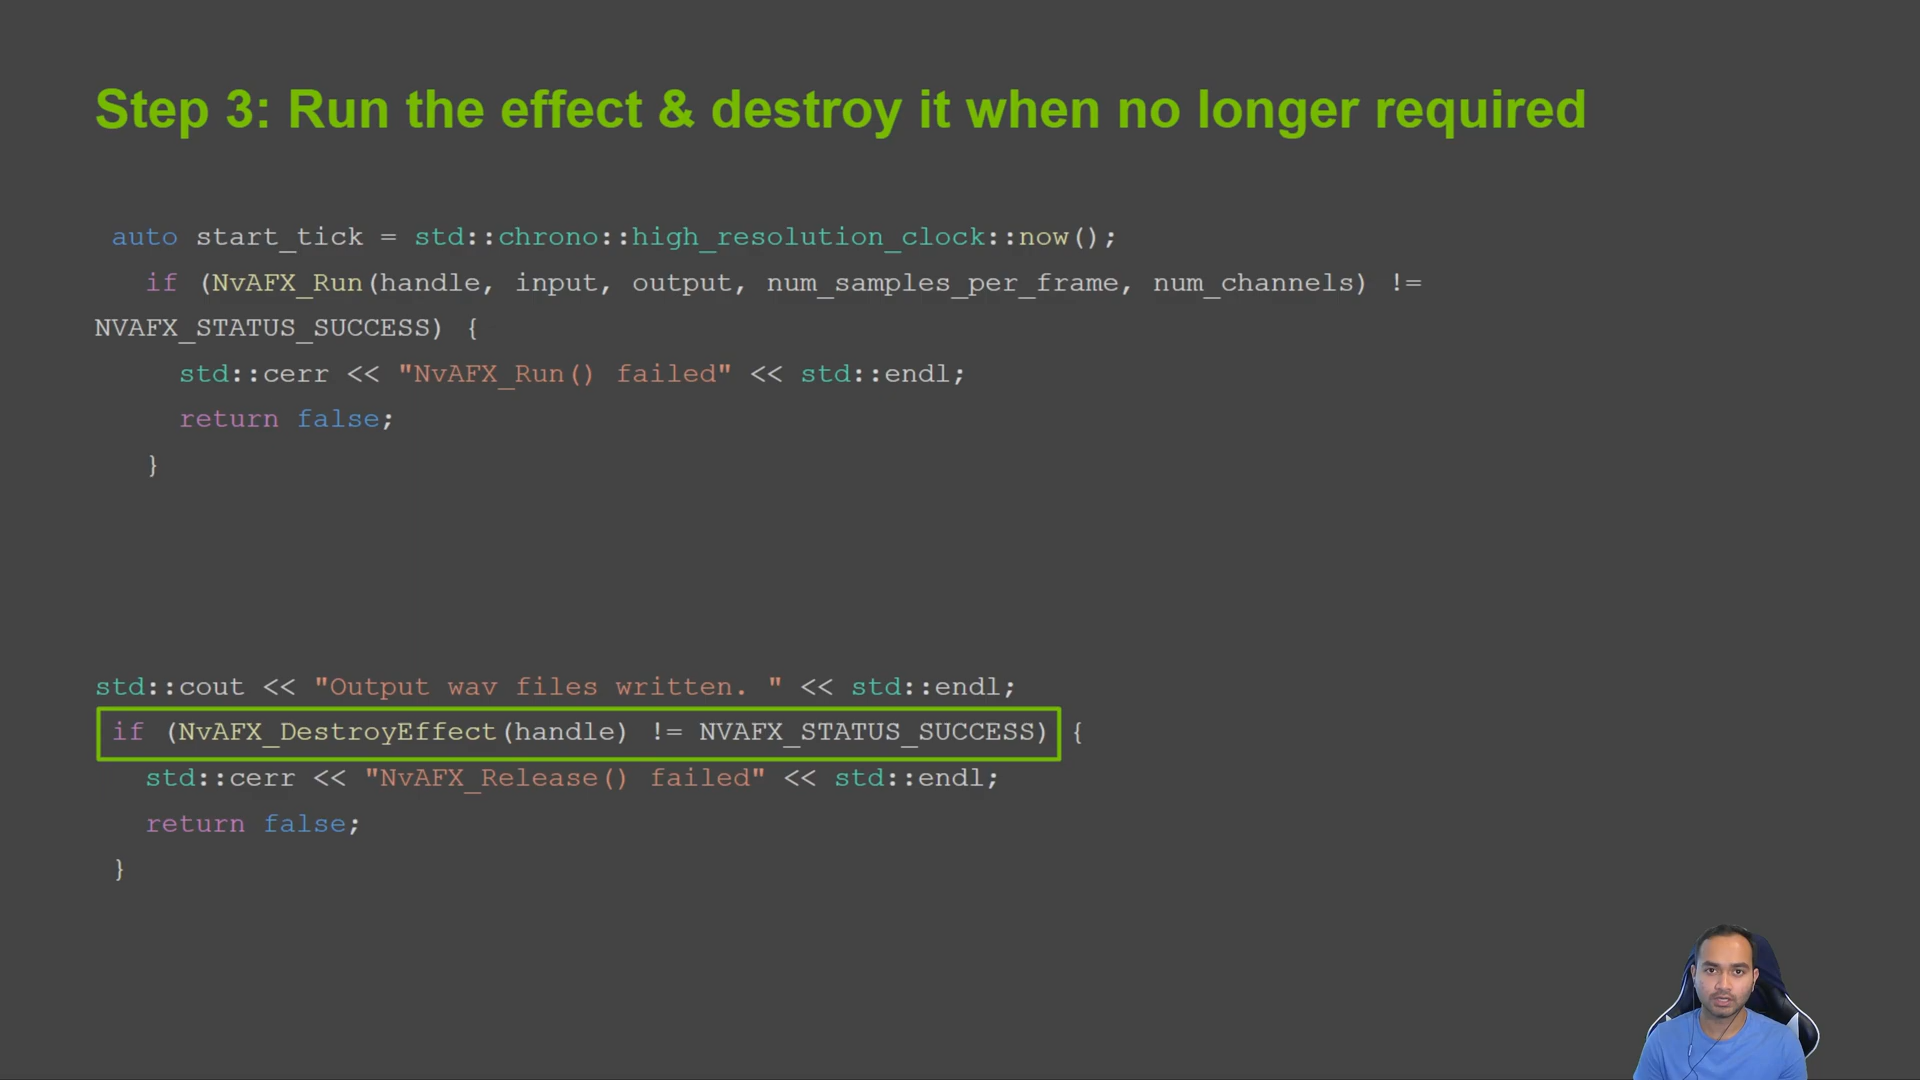 Step 3: Run the effect & destroy it when no longer required
auto start_tick = std::chrono::high_resolution_clock::now();
if (NvAFX_Run(handle, input, output, num_samples_per_frame, num_channels) !=
NVAFX_STATUS_SUCCESS) {
std::cerr << "NvAFX_Run() failed" << std::endl;
return false;
}
std::cout << "Output wav files written. " << std::endl;
if (NvAFX_DestroyEffect(handle) != NVAFX_STATUS_SUCCESS) {
std::cerr << "NvAFX_Release() failed" << std::endl;
return false;
}